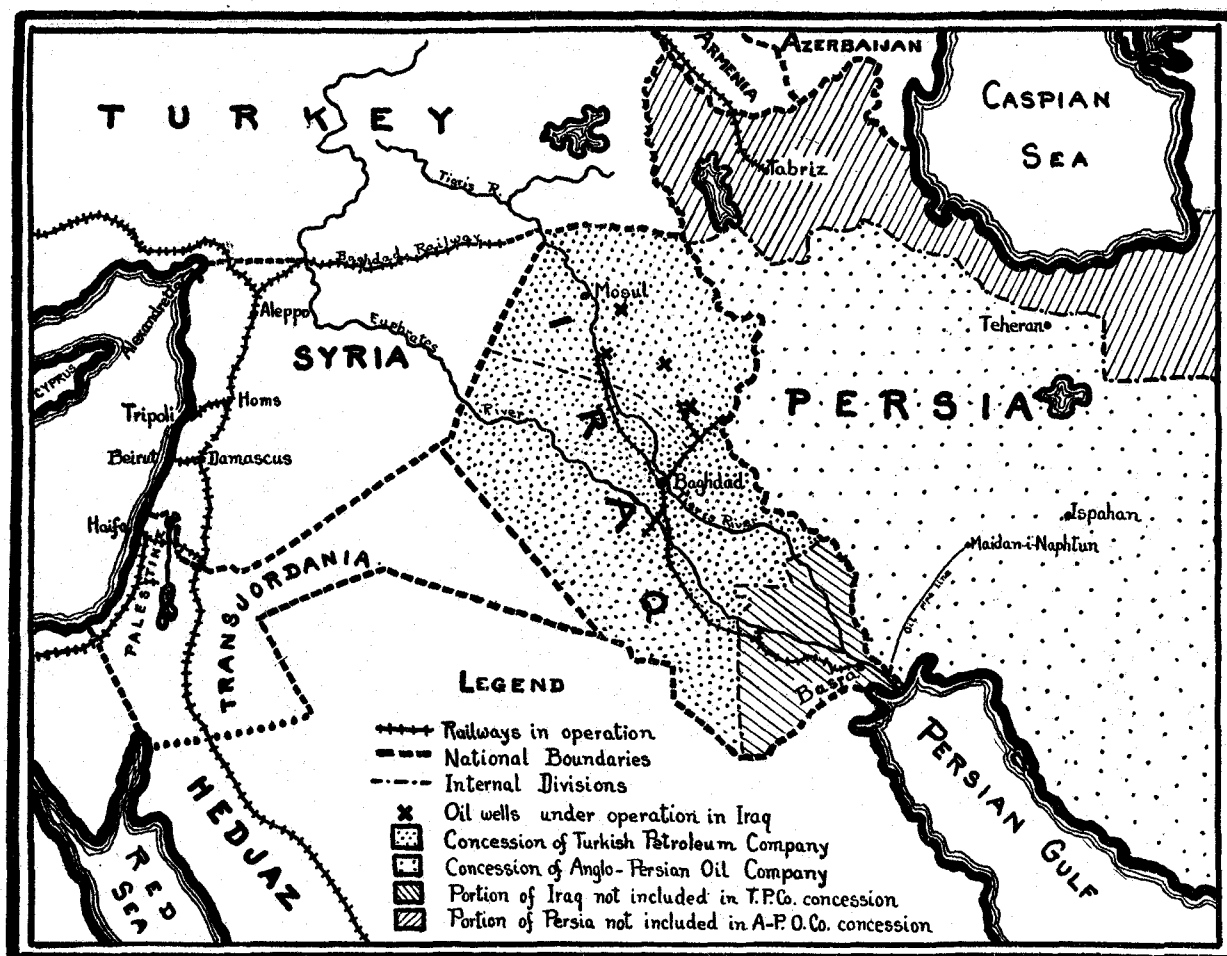 TURKEY
ARMENIA
AZERBAIJAN
CASPIAN
SEA
Tabriz
Tigris R.
Baghdad Railway
Mosul
Alexandretta
Aleppo
Euphrates
River
SYRIA
CYPRUS
Teheran
PERSIA
Tripoli
Homs
Beirut
Damascus
IRAQ
Baghdad
Tigris River
Ispahan
Maidan-i-Naphtun
Haifa
PALESTINE
TRANSJORDANIA
Oil Pipe line
Basra
PERSIAN GULF
HEDJAZ
RED
SEA
LEGEND
Railways in operation
National Boundaries
Internal Divisions
Oil wells under operation in Iraq
Concession of Turkish Petroleum Company
Concession of Anglo-Persian Oil Company
Portion of Iraq not included in T.P.Co. concession
Portion of Persia not included in A-P.O.Co. concession